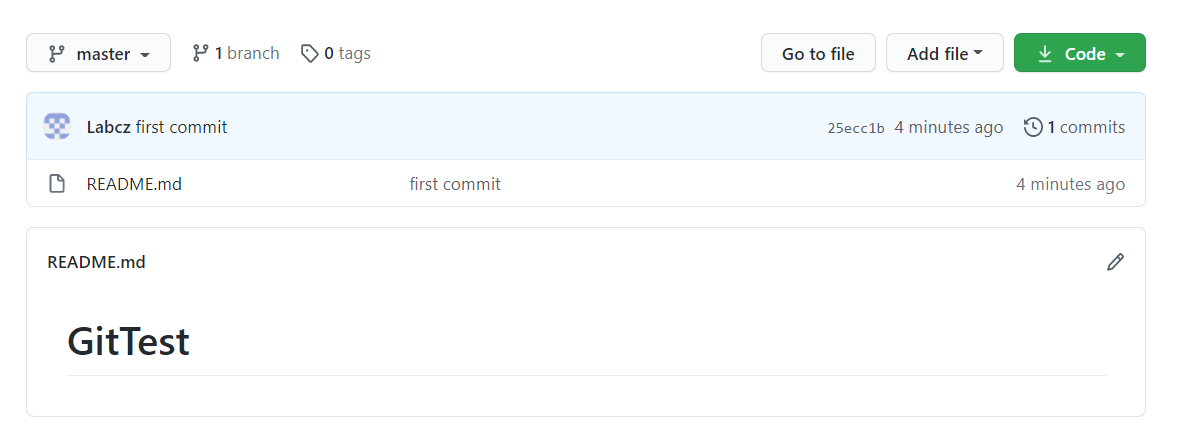 master 1 branch 0 tags Go to file Add file Code
Labcz first commit 25ecc1b 4 minutes ago 1 commits
README.md first commit 4 minutes ago
README.md
GitTest